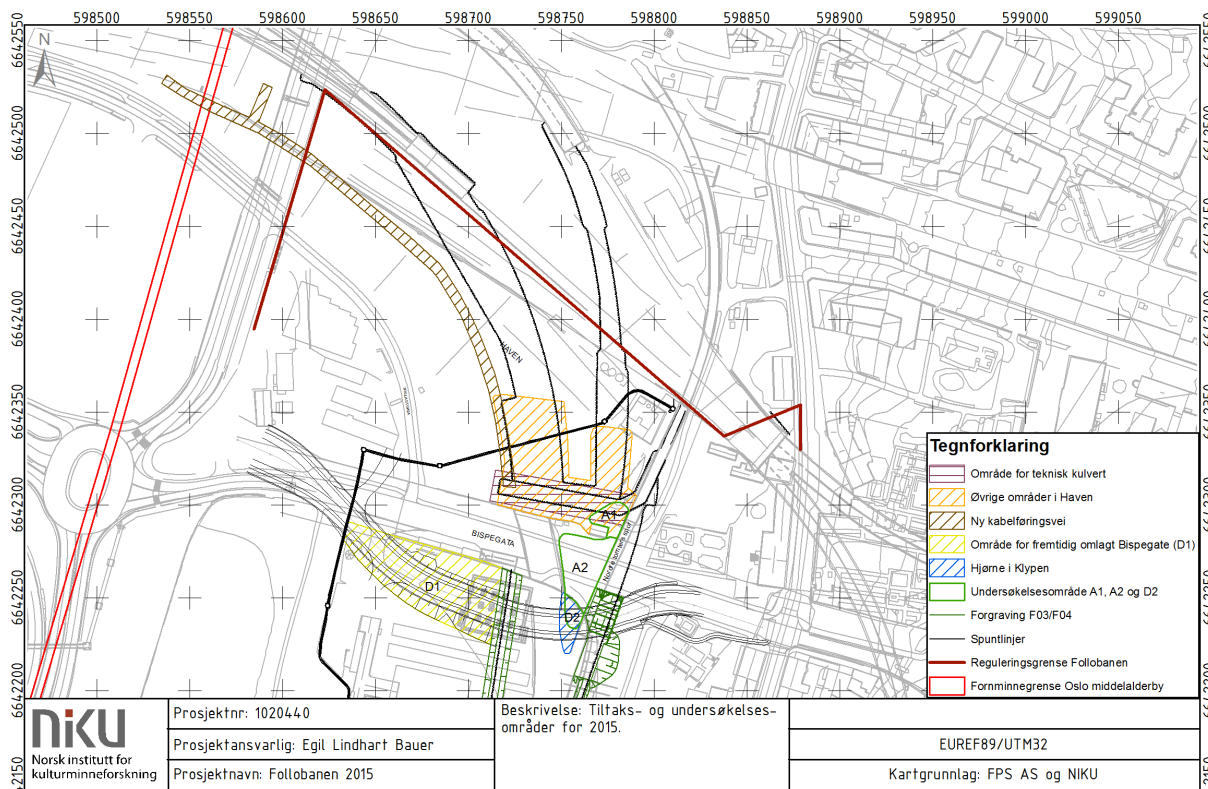 598500 598550 598600 598650 598700 598750 598800 598850 598900 598950 599000 599050
6642550
6642500
6642450
6642400
6642350
6642300
6642250
6642200
6642150
N
HAVEN
BISPEGATA
A1
A2
D1
D2
Tegnforklaring
Område for teknisk kulvert
Øvrige områder i Haven
Ny kabelføringsvei
Område for fremtidig omlagt Bispegate (D1)
Hjørne i Klypen
Undersøkelsesområde A1, A2 og D2
Forgraving F03/F04
Spuntlinjer
Reguleringsgrense Follobanen
Fornminnegrense Oslo middelalderby
niku
Norsk institutt for
kulturminneforskning
Prosjektnr: 1020440
Prosjektansvarlig: Egil Lindhart Bauer
Prosjektnavn: Follobanen 2015
Beskrivelse: Tiltaks- og undersøkelses-
områder for 2015.
EUREF89/UTM32
Kartgrunnlag: FPS AS og NIKU